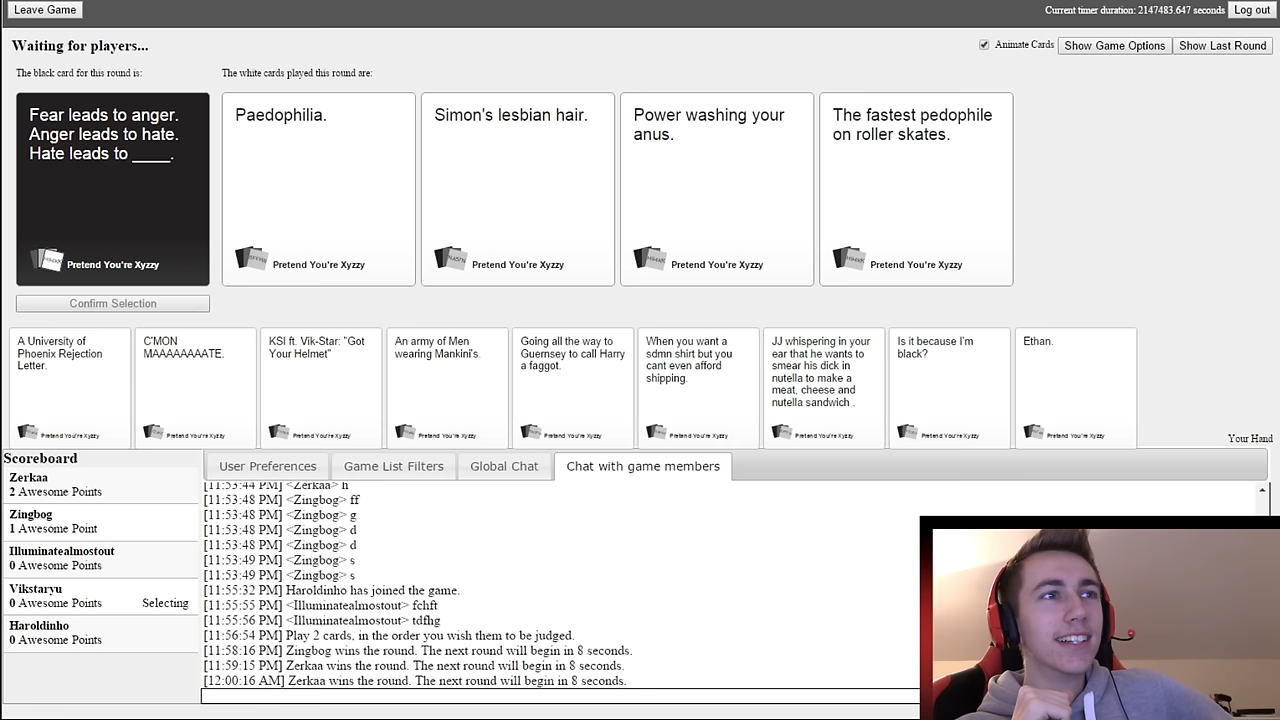 Leave Game
Current timer duration: 2147483.647 seconds
Log out
Waiting for players...
Animate Cards
Show Game Options
Show Last Round
The black card for this round is:
The white cards played this round are:
Fear leads to anger.
Anger leads to hate.
Hate leads to ____.
Pretend You're Xyzzy
Paedophilia.
Pretend You're Xyzzy
Simon's lesbian hair.
Pretend You're Xyzzy
Power washing your
anus.
Pretend You're Xyzzy
The fastest pedophile
on roller skates.
Pretend You're Xyzzy
Confirm Selection
A University of
Phoenix Rejection
Letter.
Pretend You're Xyzzy
C'MON
MAAAAAAAATE.
Pretend You're Xyzzy
KSI ft. Vik-Star: "Got
Your Helmet"
Pretend You're Xyzzy
An army of Men
wearing Mankini's.
Pretend You're Xyzzy
Going all the way to
Guernsey to call Harry
a faggot.
Pretend You're Xyzzy
When you want a
sdmn shirt but you
cant even afford
shipping.
Pretend You're Xyzzy
JJ whispering in your
ear that he wants to
smear his dick in
nutella to make a
meat, cheese and
nutella sandwich .
Pretend You're Xyzzy
Is it because I'm
black?
Pretend You're Xyzzy
Ethan.
Pretend You're Xyzzy
Your Hand
Scoreboard
Zerkaa
2 Awesome Points
Zingbog
1 Awesome Point
Illuminatealmostout
0 Awesome Points
Vikstaryu
0 Awesome Points Selecting
Haroldinho
0 Awesome Points
User Preferences
Game List Filters
Global Chat
Chat with game members
[11:53:44 PM] <Zerkaa> h
[11:53:48 PM] <Zingbog> ff
[11:53:48 PM] <Zingbog> g
[11:53:48 PM] <Zingbog> d
[11:53:48 PM] <Zingbog> d
[11:53:49 PM] <Zingbog> s
[11:53:49 PM] <Zingbog> s
[11:55:32 PM] Haroldinho has joined the game.
[11:55:55 PM] <Illuminatealmostout> fchft
[11:55:56 PM] <Illuminatealmostout> tdfhg
[11:56:54 PM] Play 2 cards, in the order you wish them to be judged.
[11:58:16 PM] Zingbog wins the round. The next round will begin in 8 seconds.
[11:59:15 PM] Zerkaa wins the round. The next round will begin in 8 seconds.
[12:00:16 AM] Zerkaa wins the round. The next round will begin in 8 seconds.